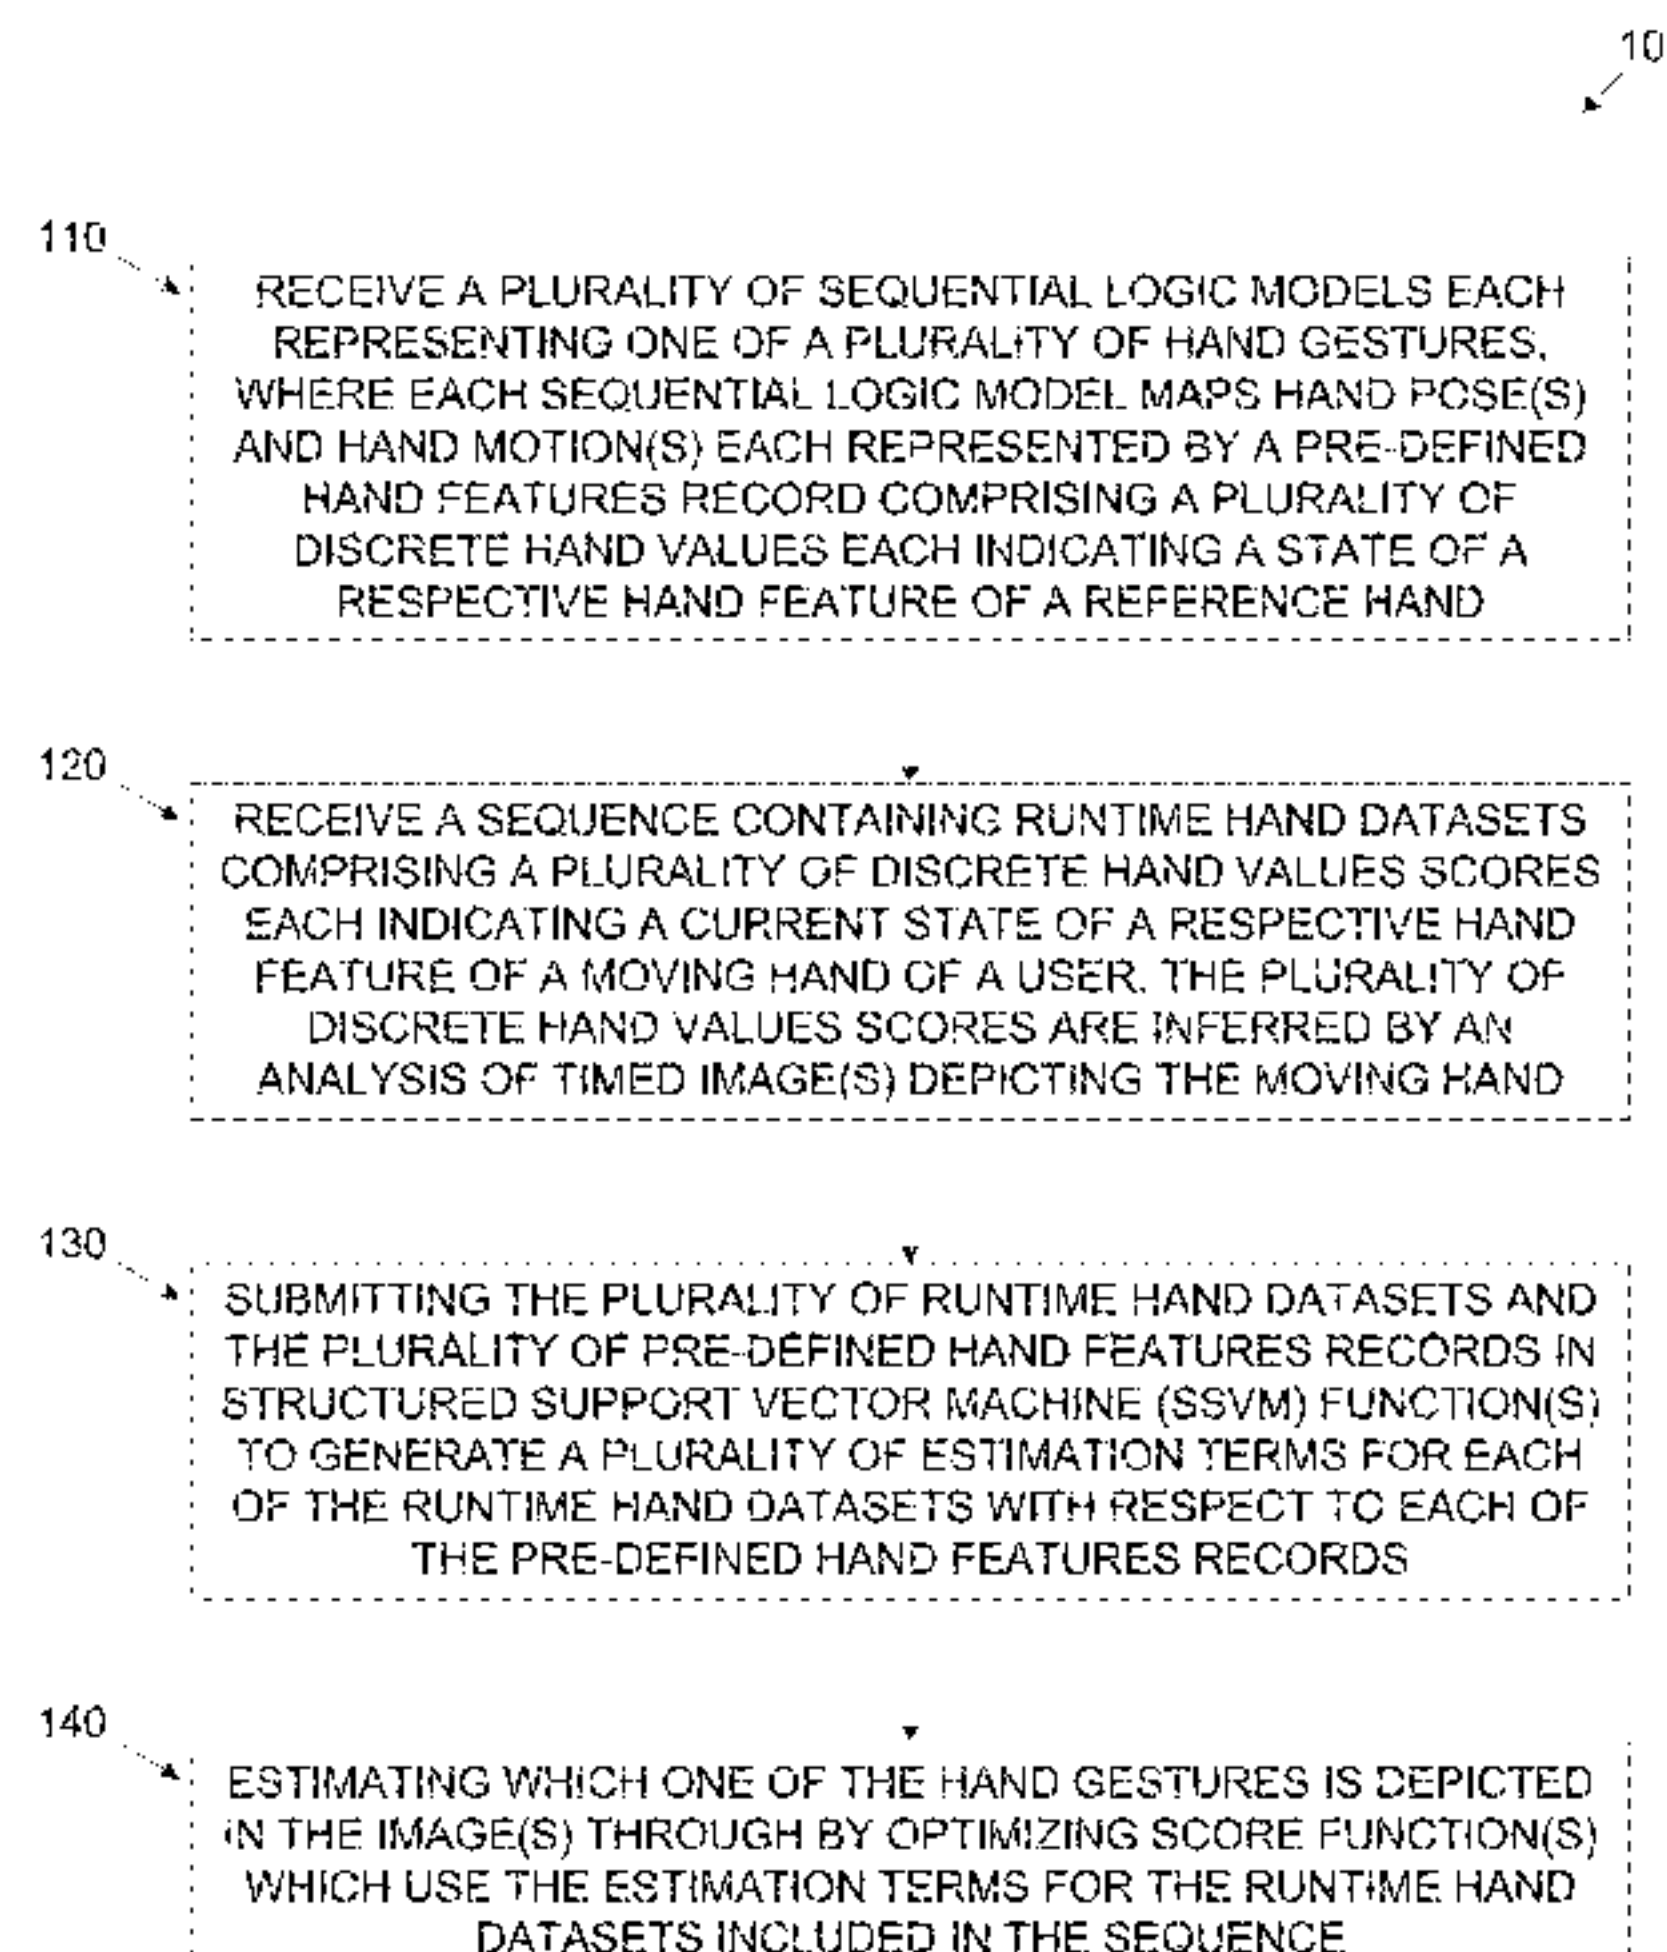 10
110
RECEIVE A PLURALITY OF SEQUENTIAL LOGIC MODELS EACH
REPRESENTING ONE OF A PLURALITY OF HAND GESTURES,
WHERE EACH SEQUENTIAL LOGIC MODEL MAPS HAND POSE(S)
AND HAND MOTION(S) EACH REPRESENTED BY A PRE-DEFINED
HAND FEATURES RECORD COMPRISING A PLURALITY OF
DISCRETE HAND VALUES EACH INDICATING A STATE OF A
RESPECTIVE HAND FEATURE OF A REFERENCE HAND
120
RECEIVE A SEQUENCE CONTAINING RUNTIME HAND DATASETS
COMPRISING A PLURALITY OF DISCRETE HAND VALUES SCORES
EACH INDICATING A CURRENT STATE OF A RESPECTIVE HAND
FEATURE OF A MOVING HAND OF A USER. THE PLURALITY OF
DISCRETE HAND VALUES SCORES ARE INFERRED BY AN
ANALYSIS OF TIMED IMAGE(S) DEPICTING THE MOVING HAND
130
SUBMITTING THE PLURALITY OF RUNTIME HAND DATASETS AND
THE PLURALITY OF PRE-DEFINED HAND FEATURES RECORDS IN
STRUCTURED SUPPORT VECTOR MACHINE (SSVM) FUNCTION(S)
TO GENERATE A PLURALITY OF ESTIMATION TERMS FOR EACH
OF THE RUNTIME HAND DATASETS WITH RESPECT TO EACH OF
THE PRE-DEFINED HAND FEATURES RECORDS
140
ESTIMATING WHICH ONE OF THE HAND GESTURES IS DEPICTED
IN THE IMAGE(S) THROUGH BY OPTIMIZING SCORE FUNCTION(S)
WHICH USE THE ESTIMATION TERMS FOR THE RUNTIME HAND
DATASETS INCLUDED IN THE SEQUENCE